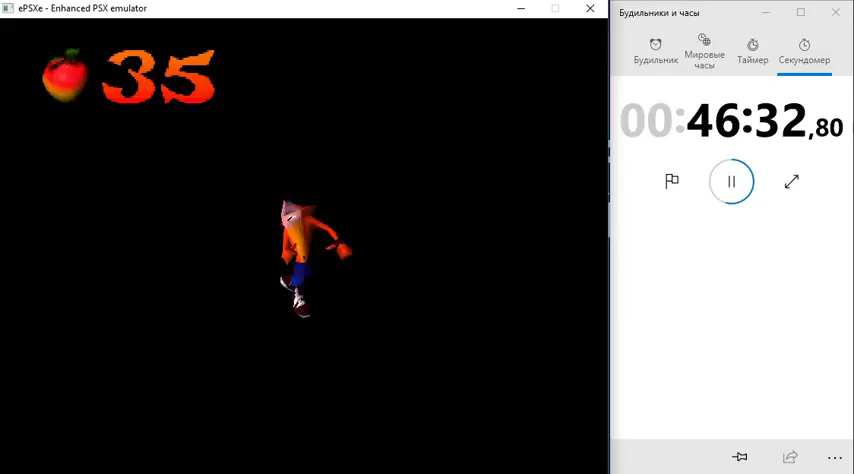 ePSXe - Enhanced PSX emulator
35
Будильники и часы
Будильник
Мировые
часы
Таймер
Секундомер
00:46:32,80